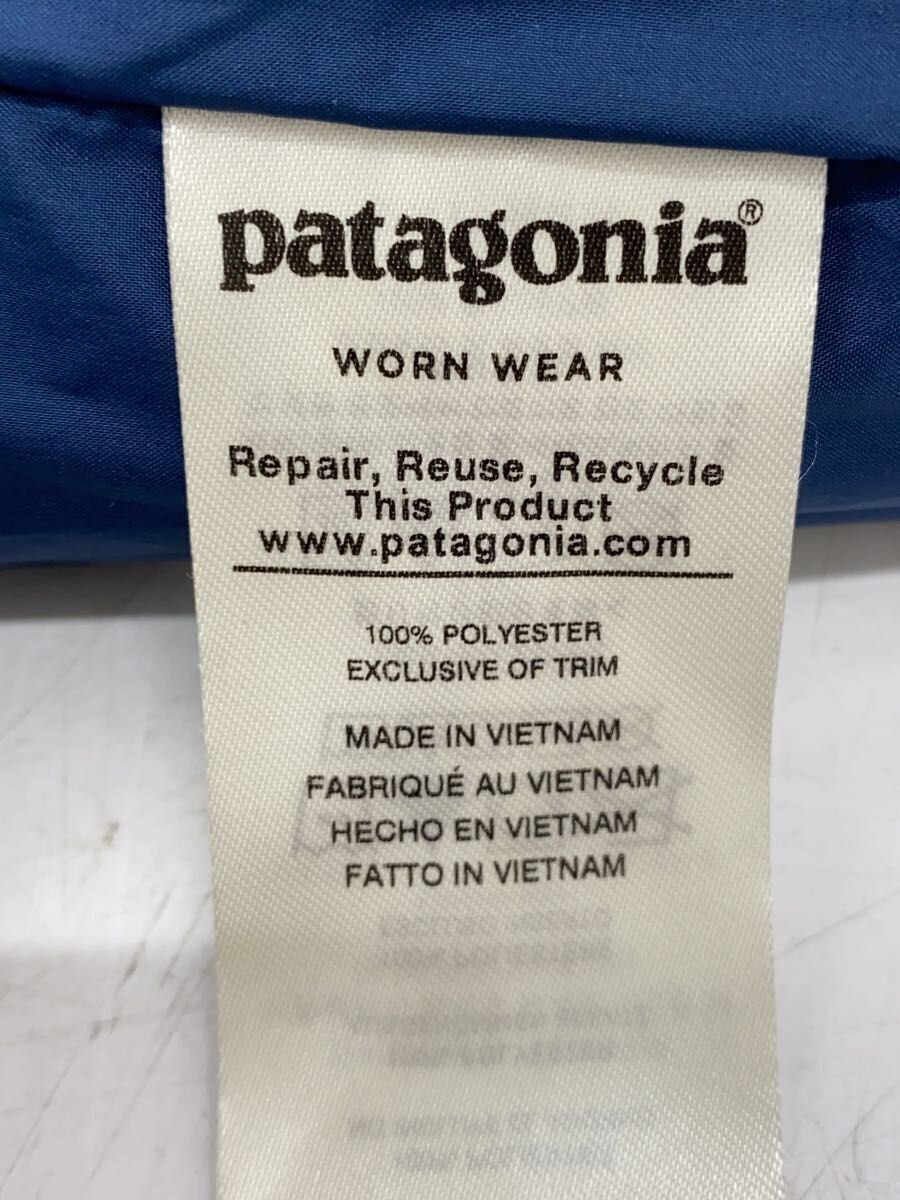 patagonia®
WORN WEAR
Repair, Reuse, Recycle
This Product
www.patagonia.com
100% POLYESTER
EXCLUSIVE OF TRIM
MADE IN VIETNAM
FABRIQUÉ AU VIETNAM
HECHO EN VIETNAM
FATTO IN VIETNAM